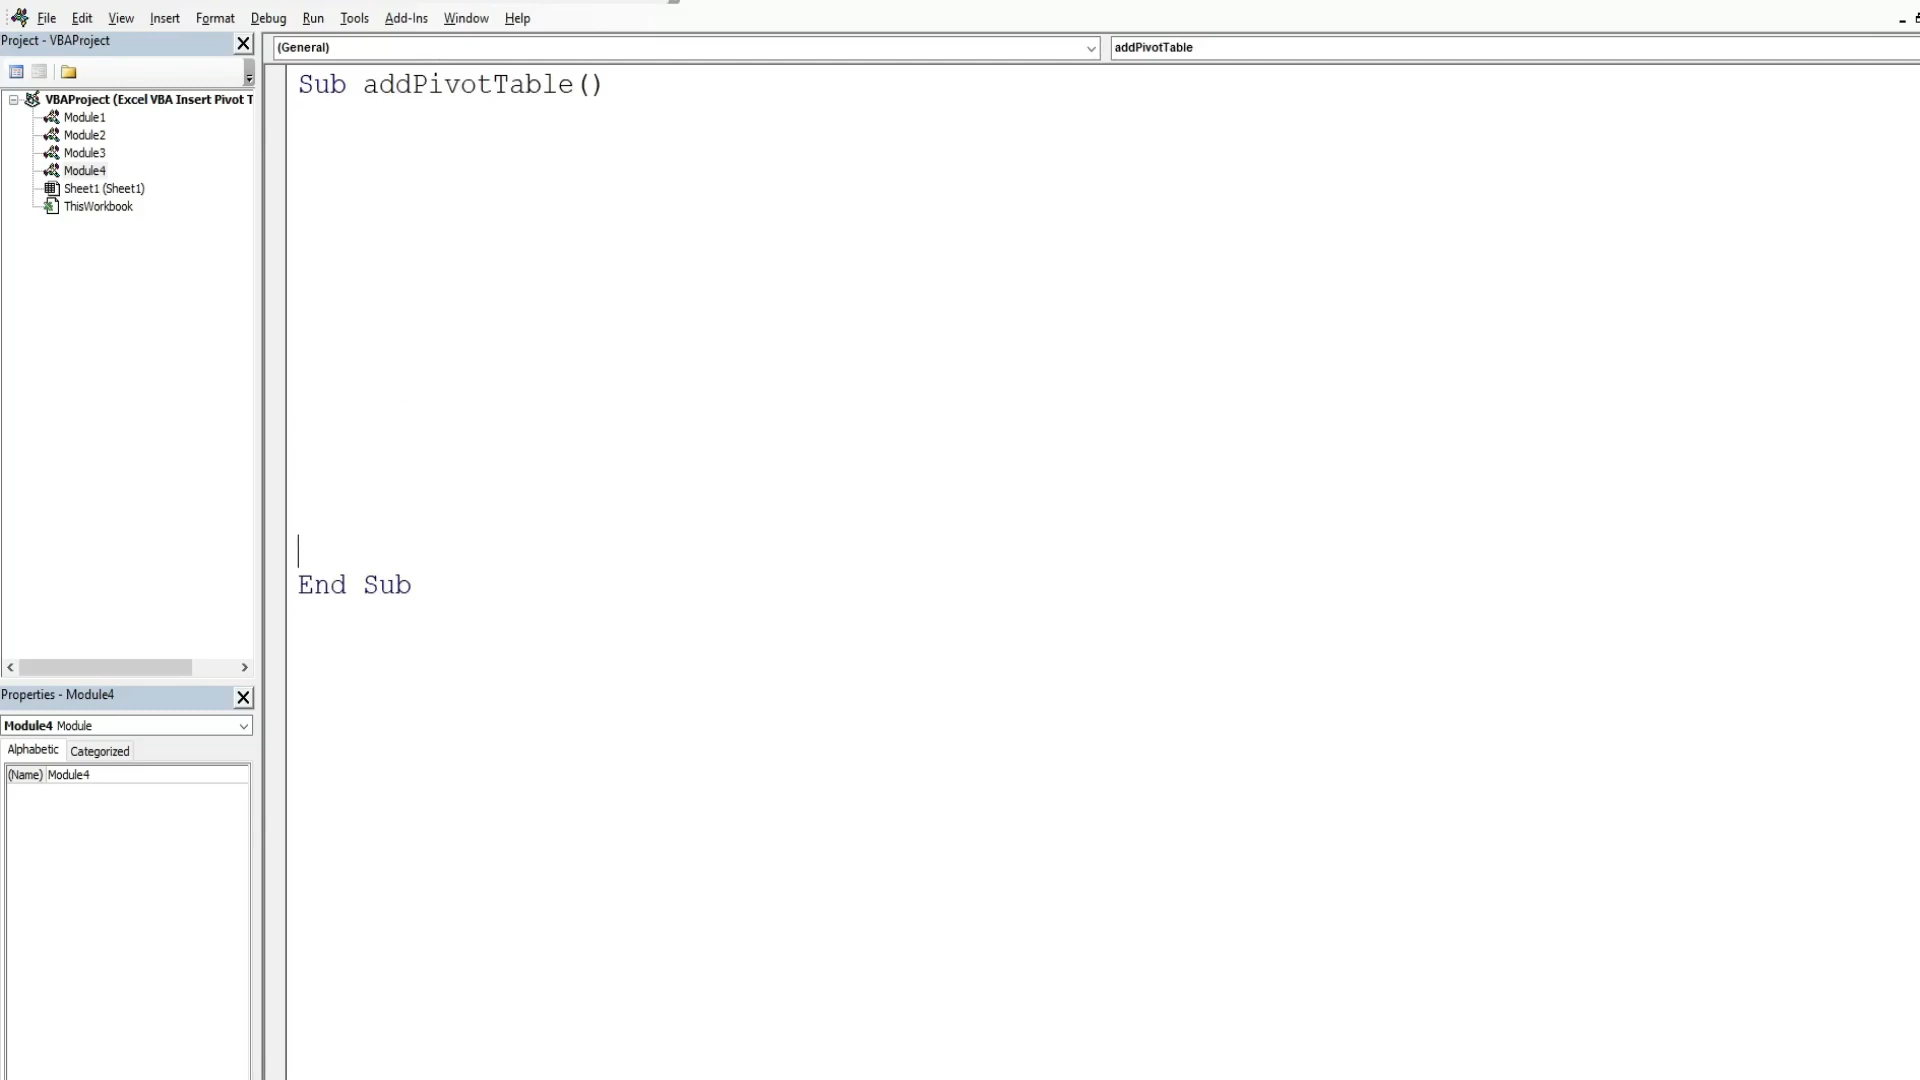 File Edit View Insert Format Debug Run Tools Add-Ins Window Help
Project - VBAProject
(General)
addPivotTable
VBAProject (Excel VBA Insert Pivot T
Module1
Module2
Module3
Module4
Sheet1 (Sheet1)
ThisWorkbook
Sub addPivotTable()
End Sub
Properties - Module4
Module4 Module
Alphabetic Categorized
(Name) Module4